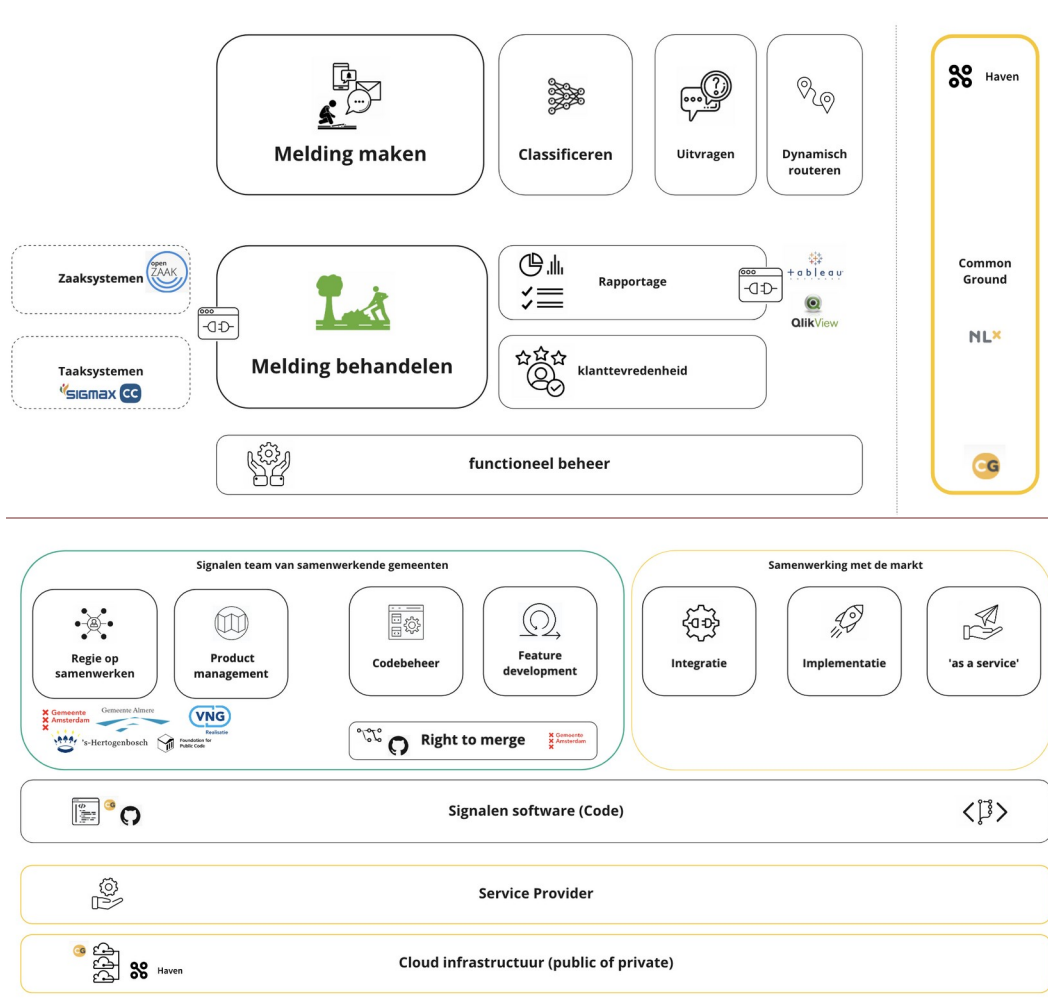 Melding maken
Classificeren
Uitvragen
Dynamisch
routeren
Haven
Zaaksystemen
open
ZAAK
Taaksystemen
SIGMAX CC
Melding behandelen
Rapportage
+ a b l e a u
QlikView
klanttevredenheid
Common
Ground
NLX
CG
functioneel beheer
Signalen team van samenwerkende gemeenten
Regie op
samenwerken
Product
management
Codebeheer
Feature
development
Gemeente
Amsterdam
Gemeente Almere
VNG
Realisatie
's-Hertogenbosch
Foundation for
Public Code
Right to merge
Gemeente
Amsterdam
Samenwerking met de markt
Integratie
Implementatie
'as a service'
CG
Signalen software (Code)
Service Provider
CG
Haven
Cloud infrastructuur (public of private)